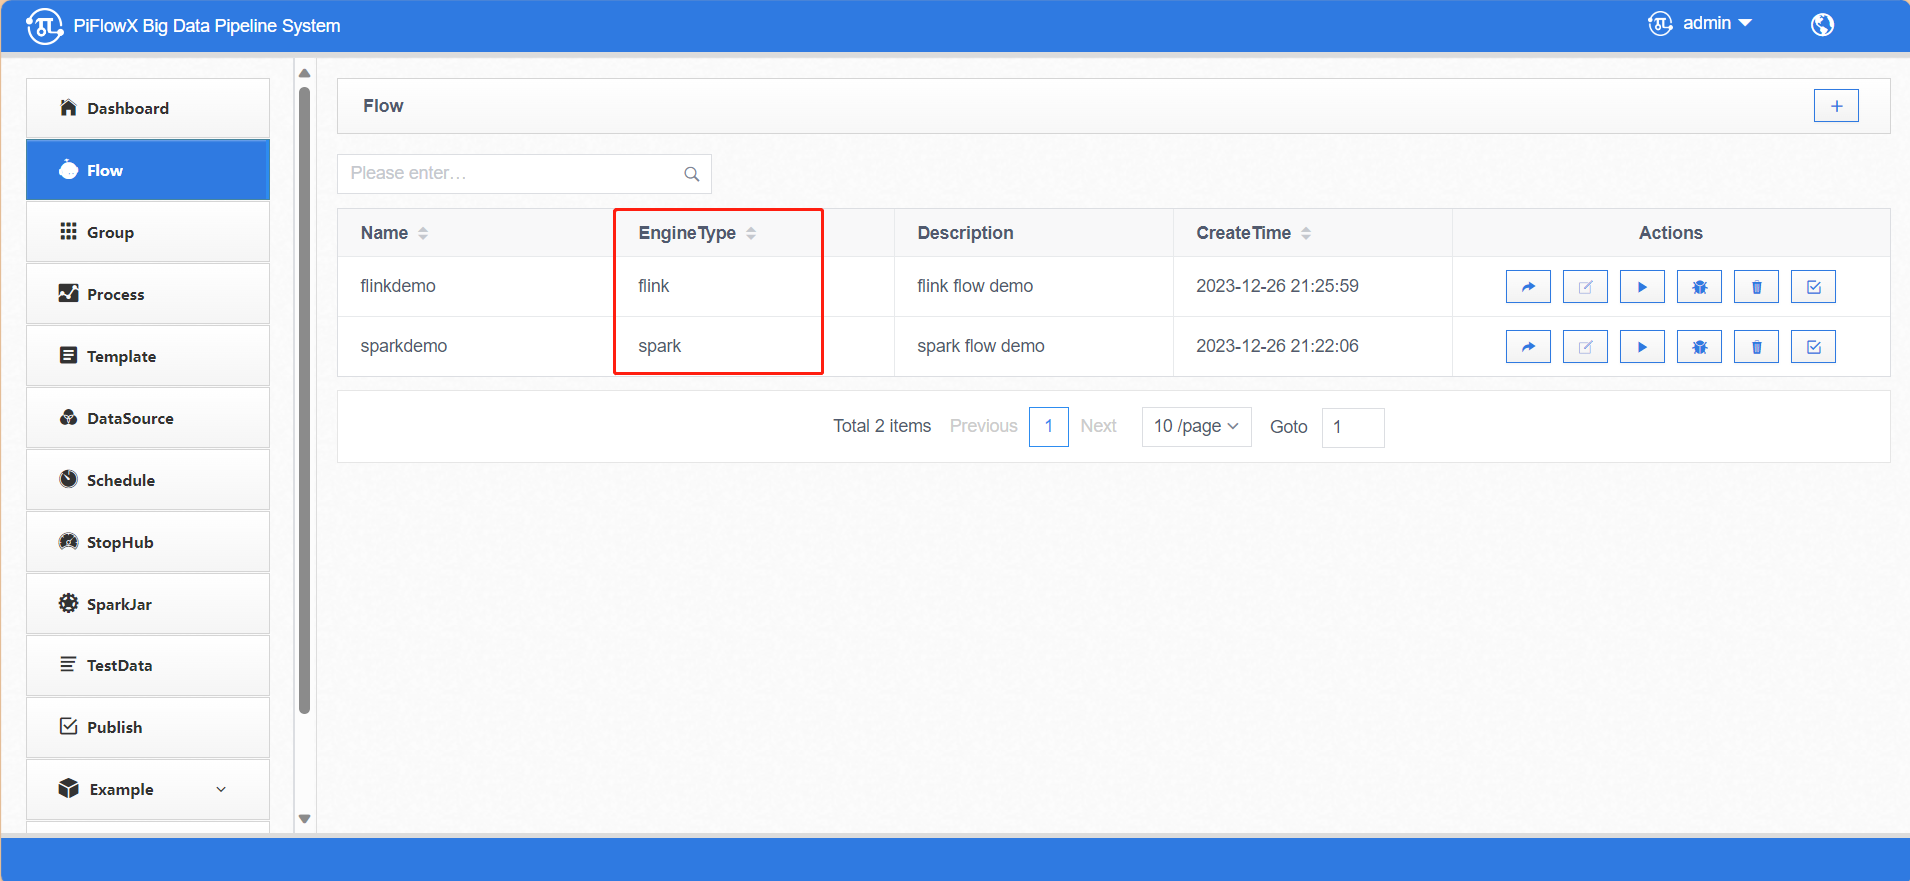 PiFlowX Big Data Pipeline System
admin
Dashboard
Flow
Group
Process
Template
DataSource
Schedule
StopHub
SparkJar
TestData
Publish
Example
Flow
+
Please enter...
Name EngineType Description CreateTime Actions
flinkdemo flink flink flow demo 2023-12-26 21:25:59
sparkdemo spark spark flow demo 2023-12-26 21:22:06
Total 2 items Previous 1 Next 10 /page Goto 1